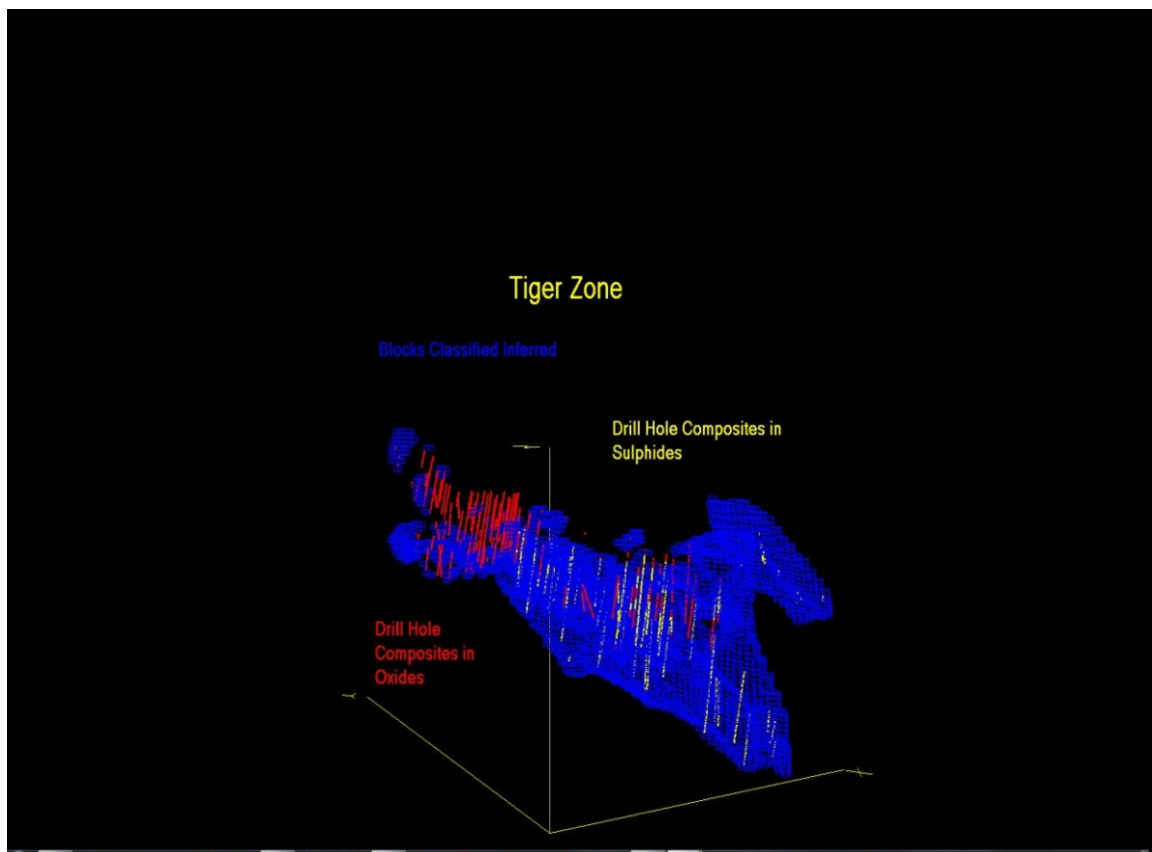 Tiger Zone
Blocks Classified Inferred
Drill Hole Composites in
Sulphides
Drill Hole
Composites in
Oxides